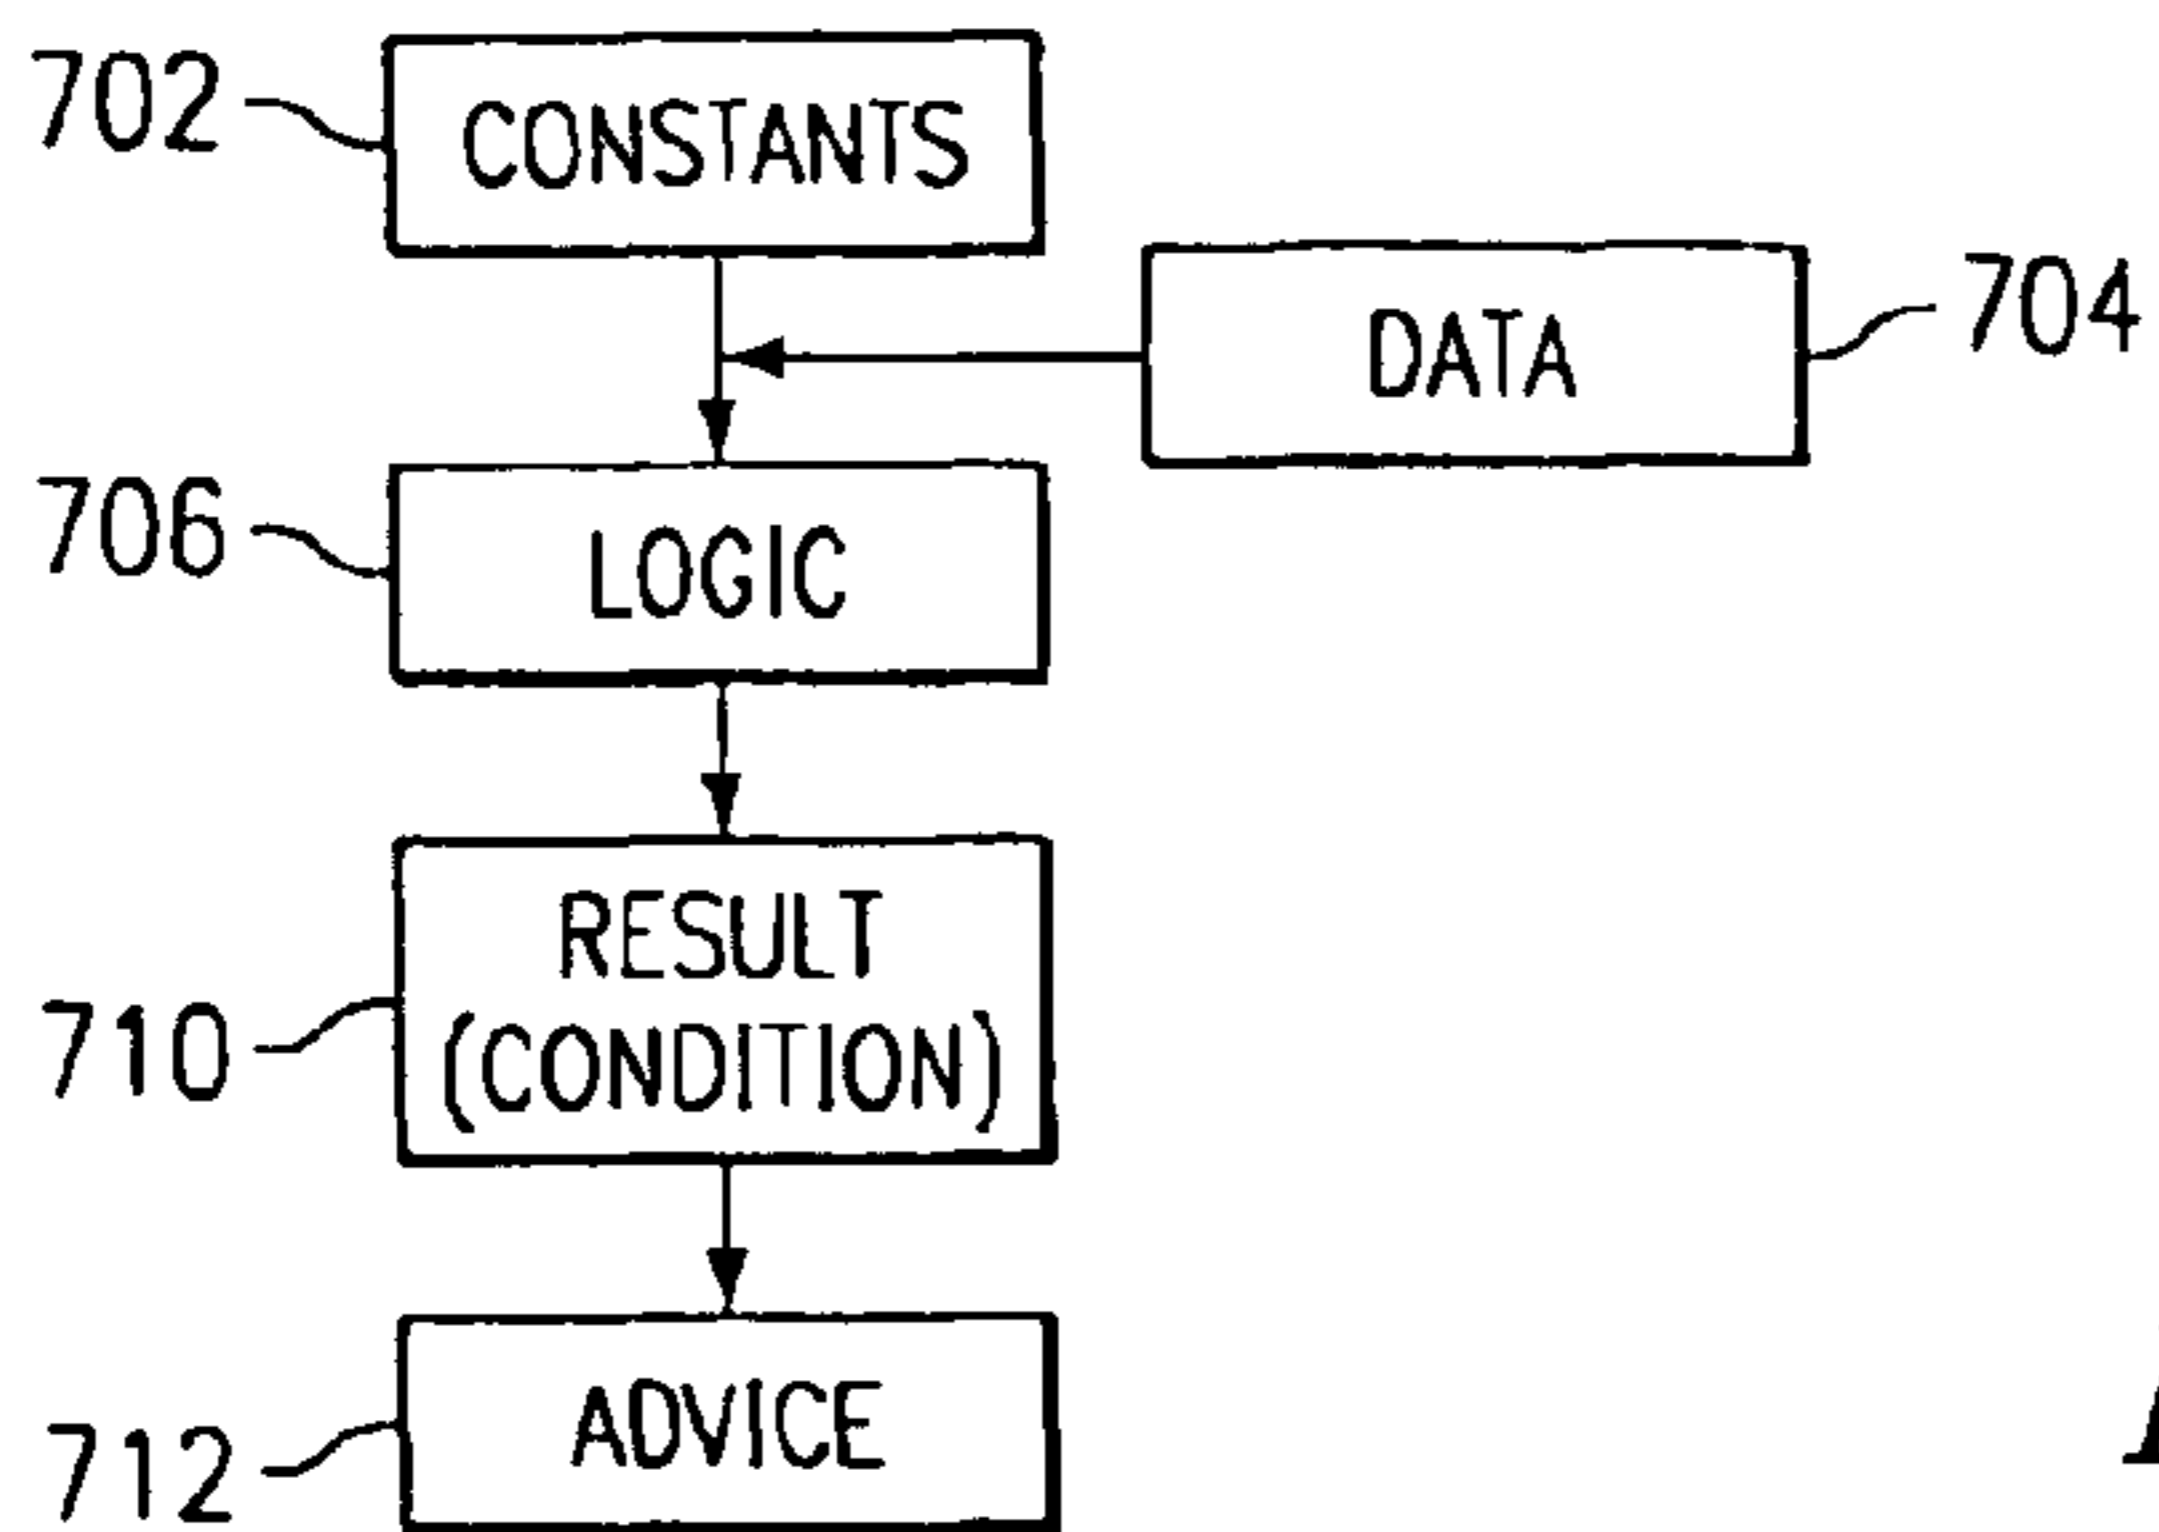 702
CONSTANTS
DATA
704
706
LOGIC
RESULT
710
(CONDITION)
712
ADVICE